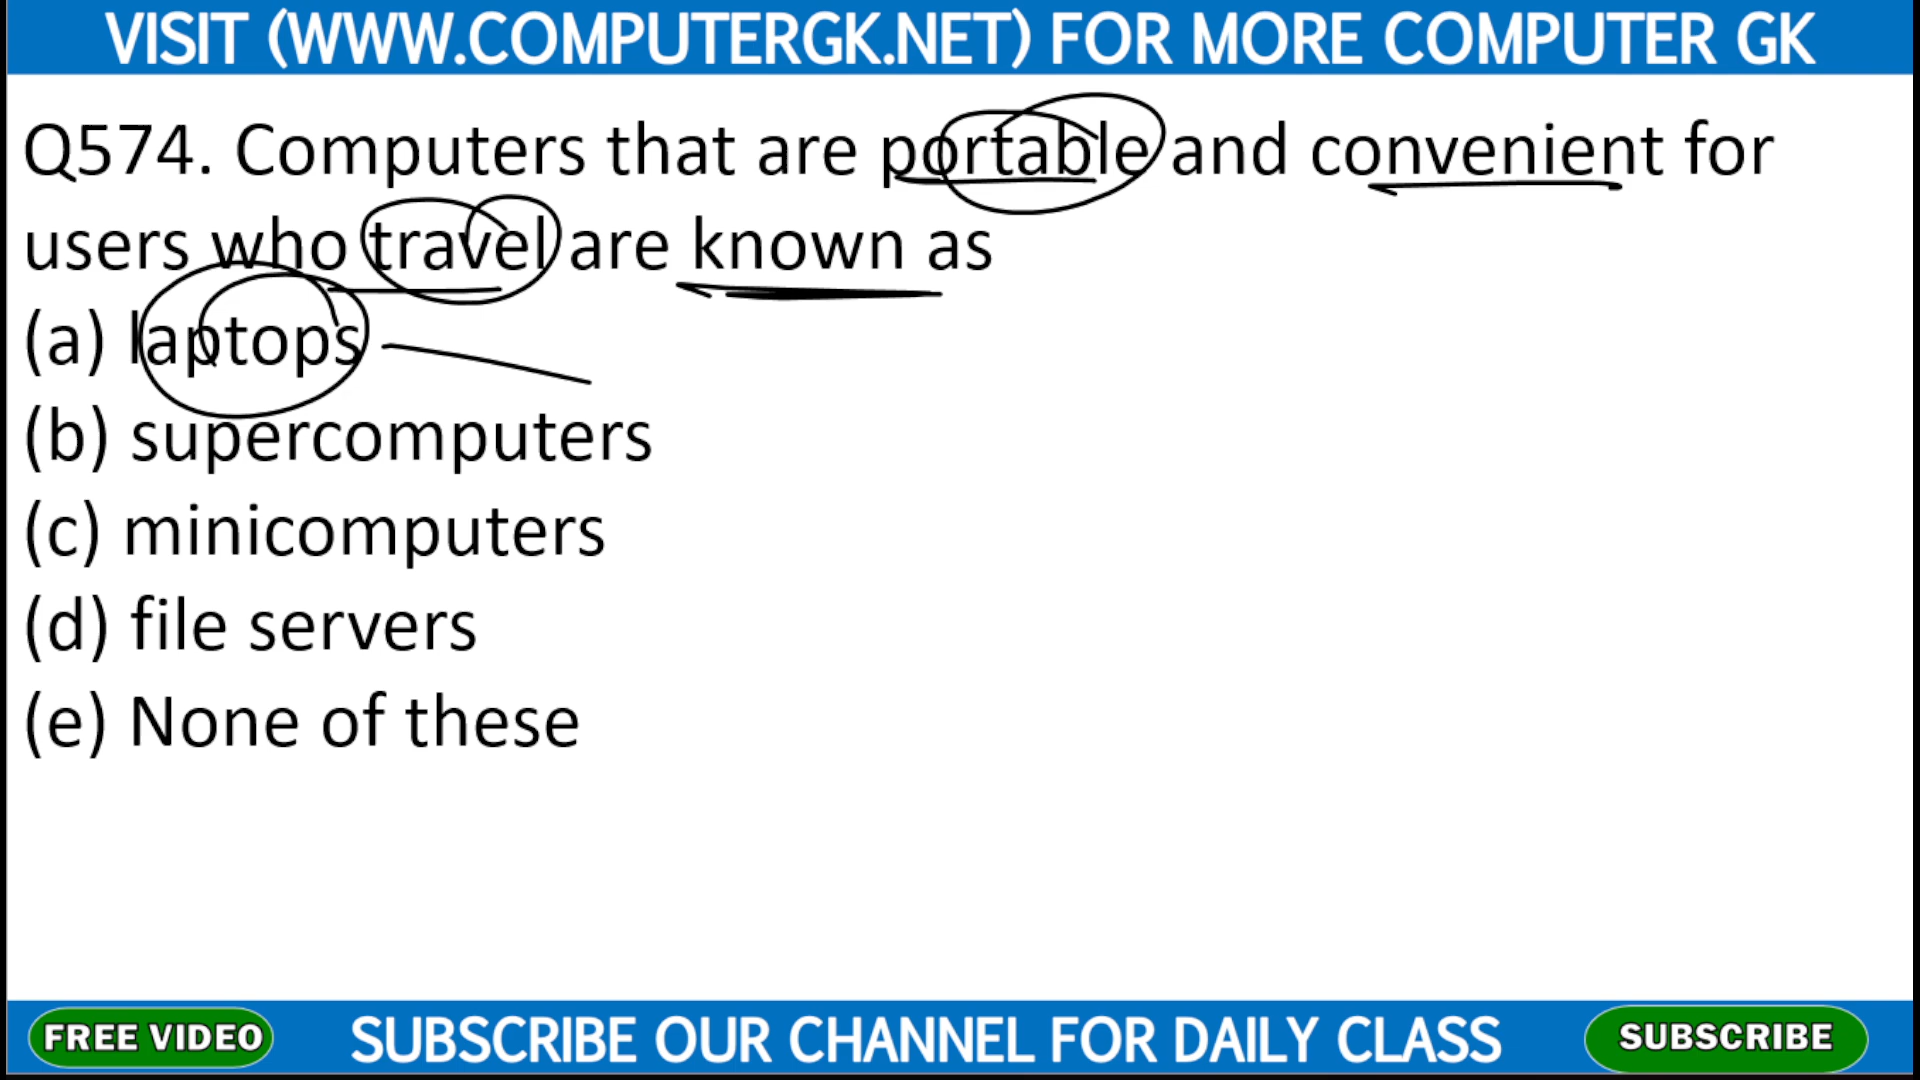 VISIT (WWW.COMPUTERGK.NET) FOR MORE COMPUTER GK
Q574. Computers that are portable and convenient for
users who travel are known as
(a) laptops
(b) supercomputers
(c) minicomputers
(d) file servers
(e) None of these
FREE VIDEO SUBSCRIBE OUR CHANNEL FOR DAILY CLASS SUBSCRIBE